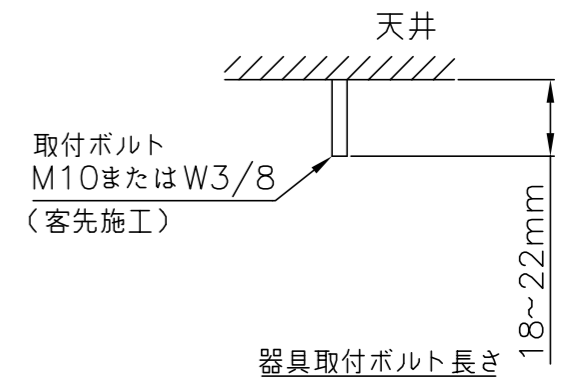 天井
取付ボルト
M10またはW3/8
（客先施工）
18~22mm
器具取付ボルト長さ